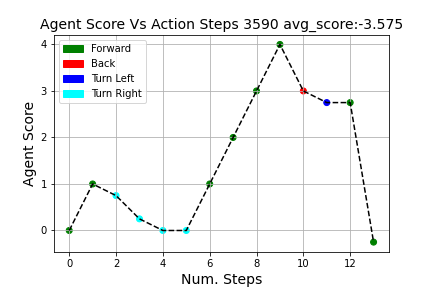 Agent Score Vs Action Steps 3590 avg_score:-3.575
4
3
2
1
0
Agent Score
Forward
Back
Turn Left
Turn Right
0 2 4 6 8 10 12
Num. Steps